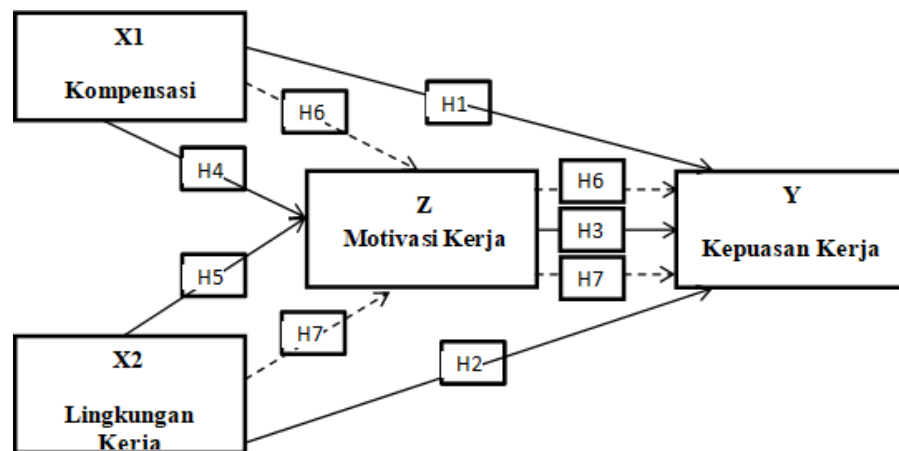 X1
Kompensasi
H1
H6
H4
Z
Motivasi Kerja
H6
H3
H7
Y
Kepuasan Kerja
H5
H7
H2
X2
Lingkungan
Kerja